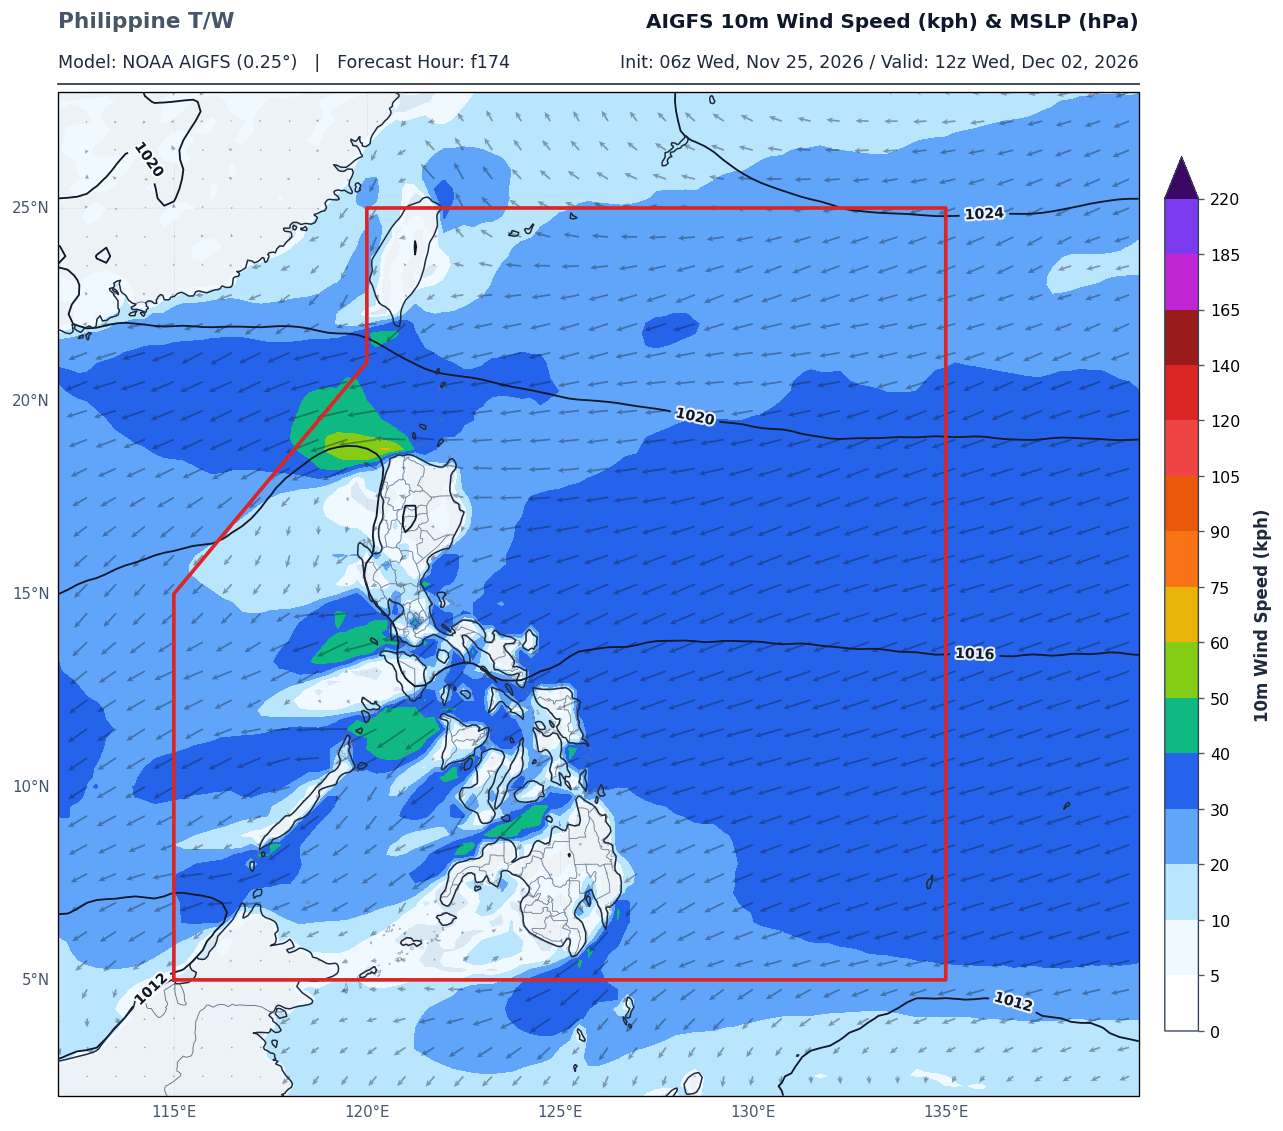 Philippine T/W
AIGFS 10m Wind Speed (kph) & MSLP (hPa)
Model: NOAA AIGFS (0.25°) | Forecast Hour: f174
Init: 06z Wed, Nov 25, 2026 / Valid: 12z Wed, Dec 02, 2026
25°N
20°N
15°N
10°N
5°N
115°E
120°E
125°E
130°E
135°E
1020
1024
1020
1016
1012
1012
220
185
165
140
120
105
90
75
60
50
40
30
20
10
5
0
10m Wind Speed (kph)